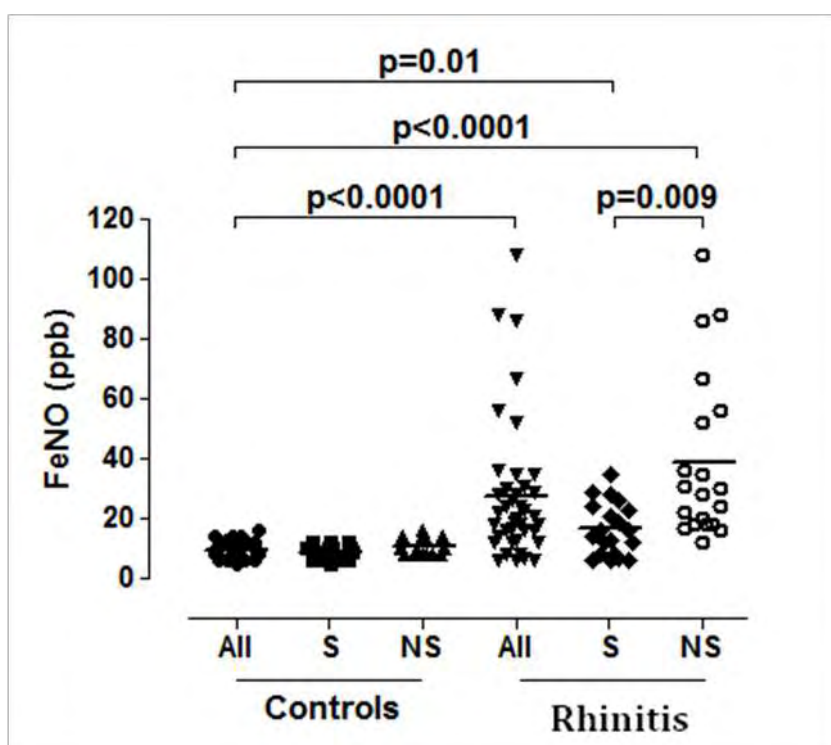 p=0.01
p<0.0001
p<0.0001 p=0.009
120
100
80
60
40
20
0
FeNO (ppb)
All S NS All S NS
Controls Rhinitis